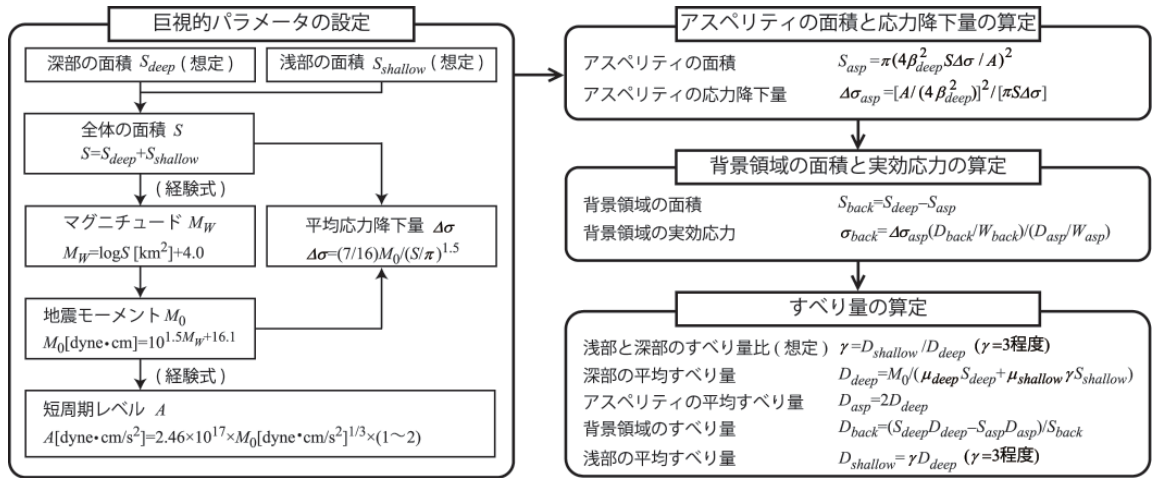 巨視的パラメータの設定
深部の面積 S_deep (想定)
浅部の面積 S_shallow (想定)
全体の面積 S
S=S_deep+S_shallow
(経験式)
マグニチュード M_W
M_W=logS [km²]+4.0
平均応力降下量 Δσ
Δσ=(7/16)M_0/(S/π)^1.5
地震モーメント M_0
M_0[dyne•cm]=10^(1.5M_W+16.1)
(経験式)
短周期レベル A
A[dyne•cm/s²]=2.46×10^17×M_0[dyne•cm/s²]^1/3×(1〜2)
アスペリティの面積と応力降下量の算定
アスペリティの面積 S_asp=π(4β²_deep SΔσ/A)²
アスペリティの応力降下量 Δσ_asp=[A/(4β²_deep)]²/[πSΔσ]
背景領域の面積と実効応力の算定
背景領域の面積 S_back=S_deep–S_asp
背景領域の実効応力 σ_back=Δσ_asp(D_back/W_back)/(D_asp/W_asp)
すべり量の算定
浅部と深部のすべり量比(想定) γ=D_shallow/D_deep (γ=3程度)
深部の平均すべり量 D_deep=M_0/(μ_deep S_deep+μ_shallow γS_shallow)
アスペリティの平均すべり量 D_asp=2D_deep
背景領域のすべり量 D_back=(S_deep D_deep–S_asp D_asp)/S_back
浅部の平均すべり量 D_shallow=γD_deep (γ=3程度)